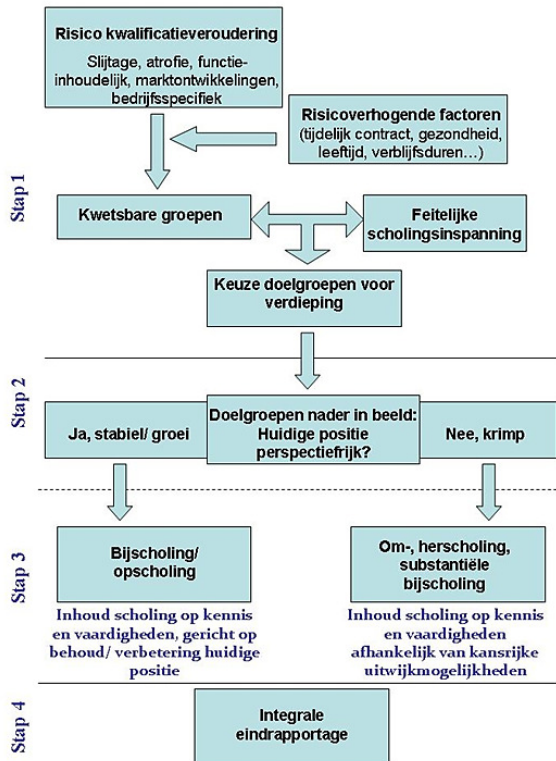 Risico kwalificatieveroudering
Slijtage, atrofie, functie-
inhoudelijk, marktontwikkelingen,
bedrijfsspecifiek
Risicoverhogende factoren
(tijdelijk contract, gezondheid,
leeftijd, verblijfsduren...)
Stap 1
Kwetsbare groepen
Feitelijke
scholingsinspanning
Keuze doelgroepen voor
verdieping
Stap 2
Ja, stabiel/ groei
Doelgroepen nader in beeld:
Huidige positie
perspectiefrijk?
Nee, krimp
Stap 3
Bijscholing/
opscholing
Inhoud scholing op kennis
en vaardigheden, gericht op
behoud/ verbetering huidige
positie
Om-, herscholing,
substantiële
bijscholing
Inhoud scholing op kennis
en vaardigheden
afhankelijk van kansrijke
uitwijkmogelijkheden
Stap 4
Integrale
eindrapportage